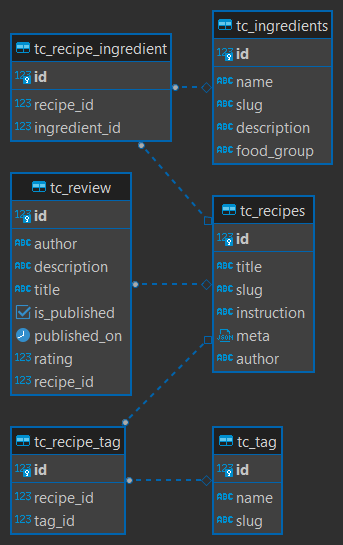 tc_recipe_ingredient
123 id
123 recipe_id
123 ingredient_id
tc_ingredients
123 id
ABC name
ABC slug
ABC description
ABC food_group
tc_review
123 id
ABC author
ABC description
ABC title
is_published
published_on
123 rating
123 recipe_id
tc_recipes
123 id
ABC title
ABC slug
ABC instruction
JSON meta
ABC author
tc_recipe_tag
123 id
123 recipe_id
123 tag_id
tc_tag
123 id
ABC name
ABC slug